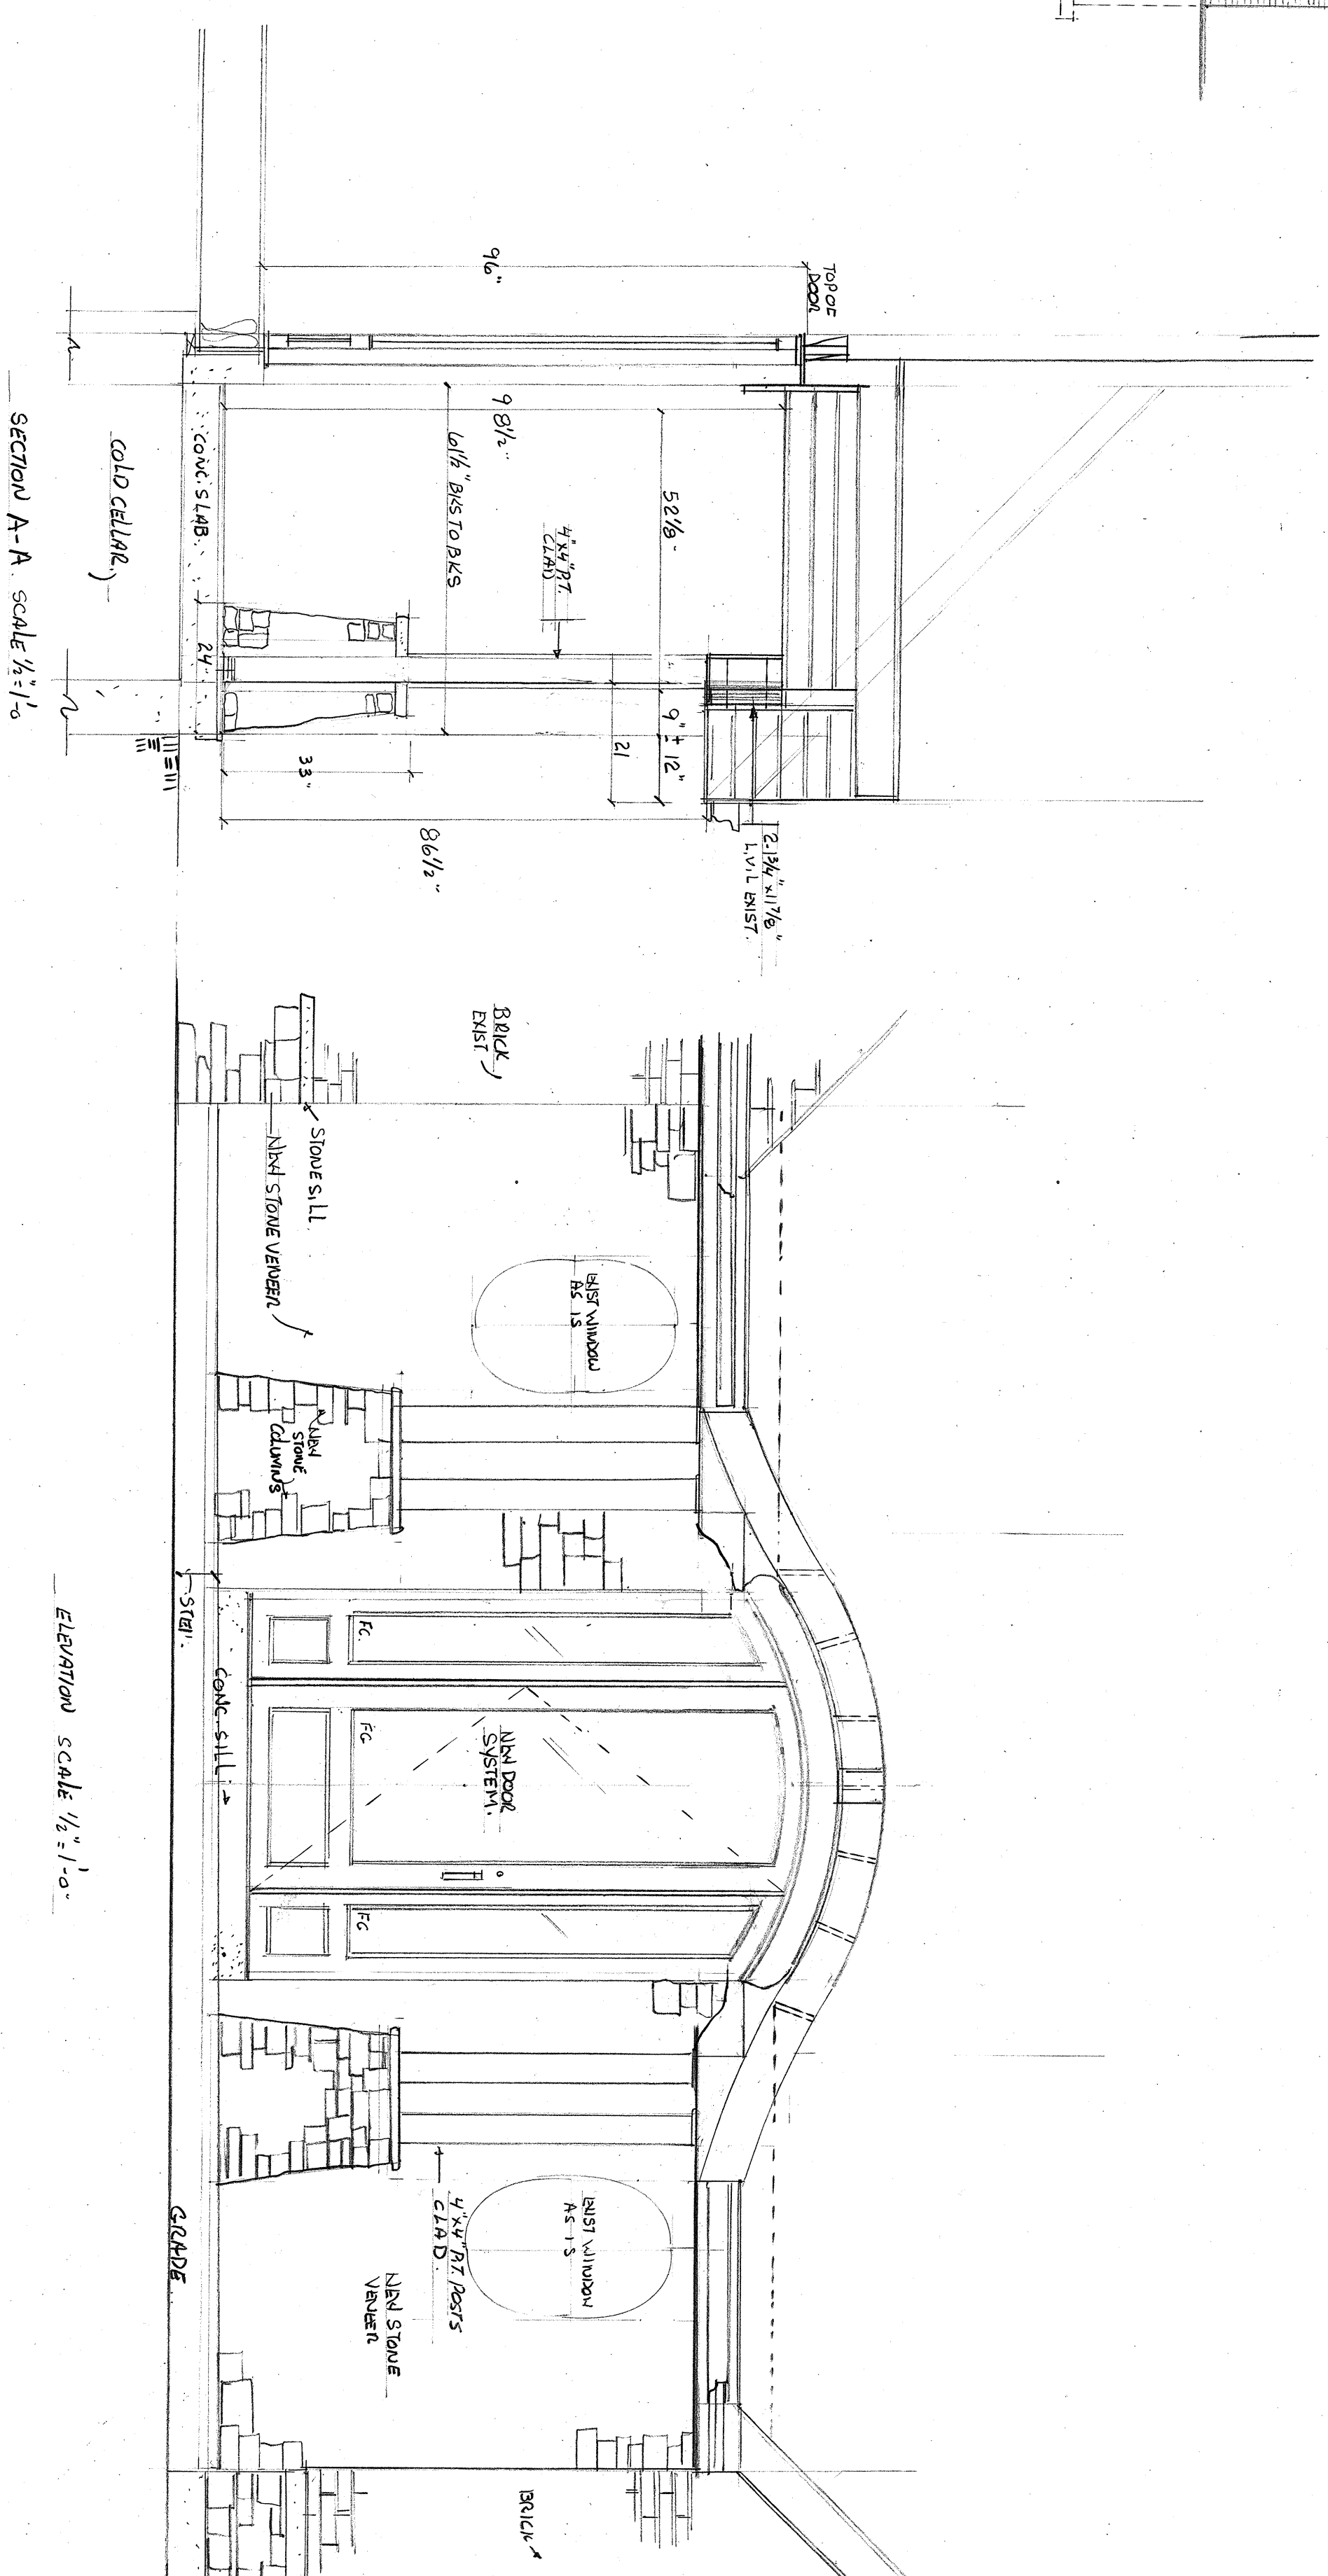 TOP OF
DOOR
96"
98 1/2"
52 1/8"
9" ± 12"
21
61 1/2" BKS TO BKS
4"x4" P.T.
CLAD
2-1 3/4" x 11 7/8"
L.V.L EXIST.
86 1/2"
33"
24"
CONC. SLAB.
COLD CELLAR.
SECTION A-A. SCALE 1/2"=1'-0
BRICK
EXIST.
STONE SILL.
NEW STONE VENEER
EXIST WINDOW
AS IS
NEW
STONE
COLUMNS
STEP.
CONC. SILL
FG.
FG
FG
NEW DOOR
SYSTEM.
EXIST WINDOW
AS IS
4"x4" P.T. POSTS
CLAD.
NEW STONE
VENEER
BRICK
GRADE
ELEVATION SCALE 1/2"=1'-0"